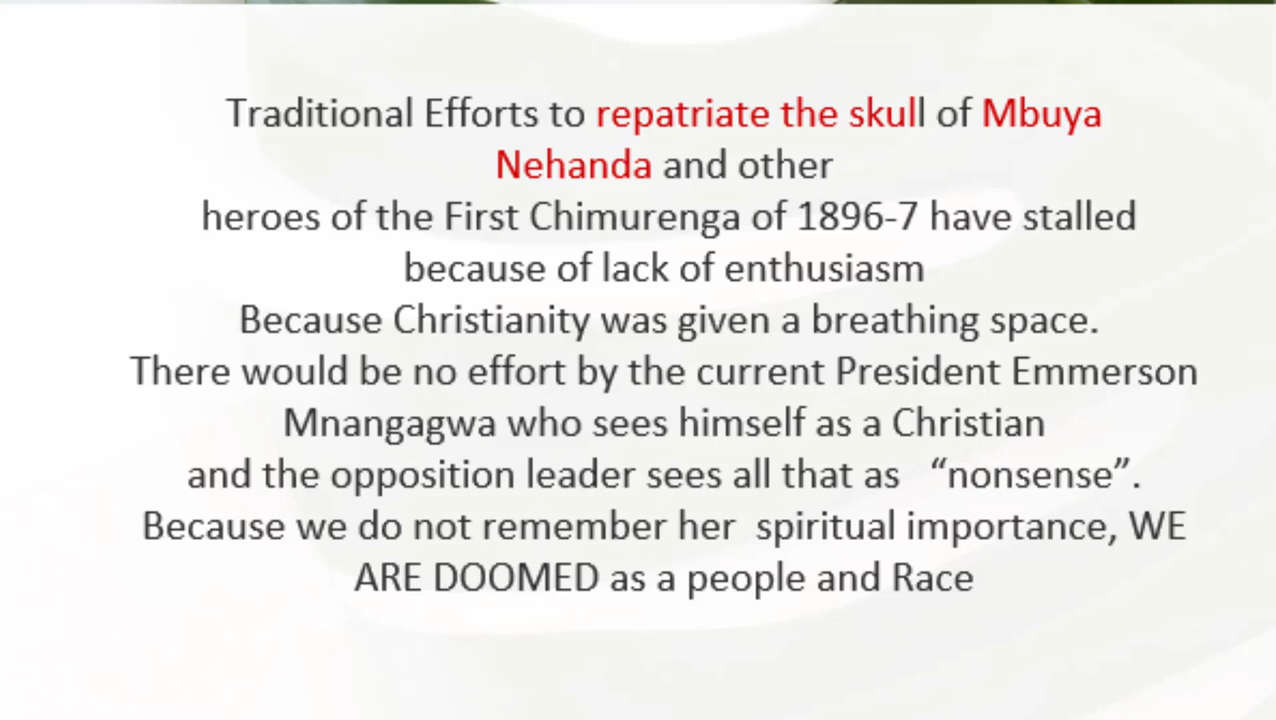 Traditional Efforts to repatriate the skull of Mbuya
Nehanda and other
heroes of the First Chimurenga of 1896-7 have stalled
because of lack of enthusiasm
Because Christianity was given a breathing space.
There would be no effort by the current President Emmerson
Mnangagwa who sees himself as a Christian
and the opposition leader sees all that as “nonsense”.
Because we do not remember her spiritual importance, WE
ARE DOOMED as a people and Race